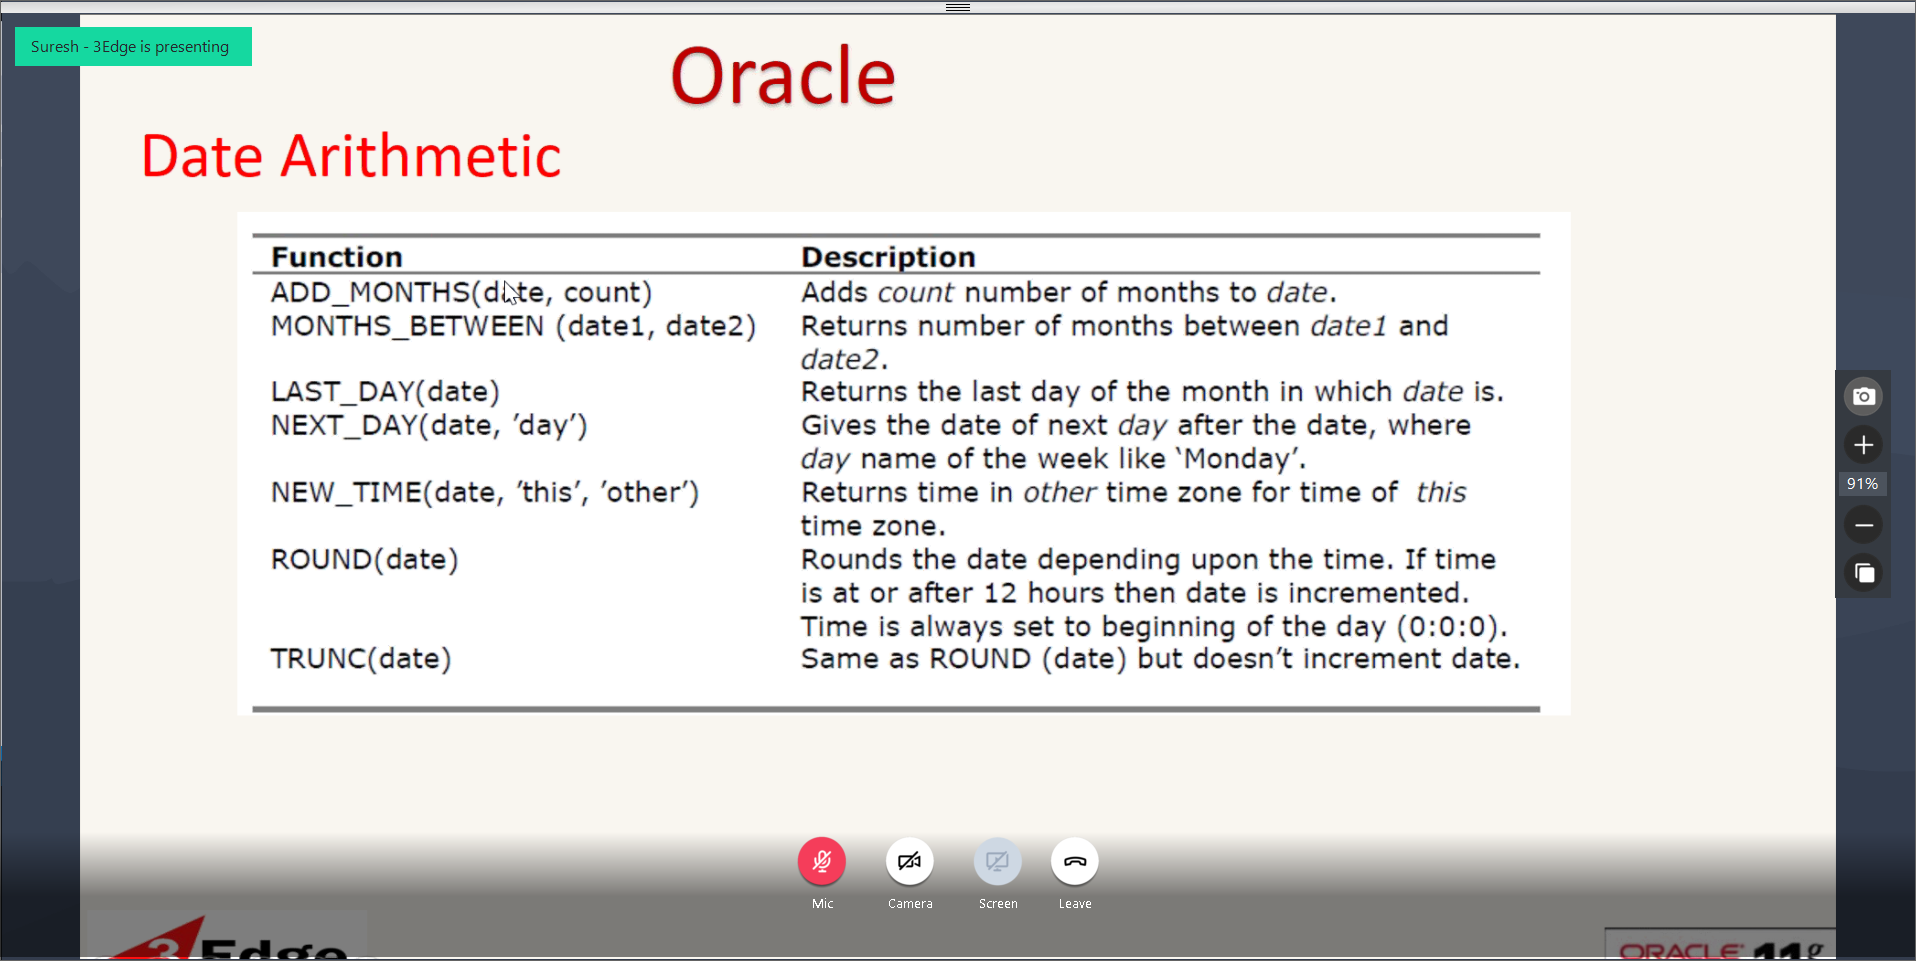 Suresh - 3Edge is presenting
Oracle
Date Arithmetic
Function Description
ADD_MONTHS(date, count) Adds count number of months to date.
MONTHS_BETWEEN (date1, date2) Returns number of months between date1 and
date2.
LAST_DAY(date) Returns the last day of the month in which date is.
NEXT_DAY(date, ’day’) Gives the date of next day after the date, where
day name of the week like ‘Monday’.
NEW_TIME(date, ’this’, ’other’) Returns time in other time zone for time of this
time zone.
ROUND(date) Rounds the date depending upon the time. If time
is at or after 12 hours then date is incremented.
Time is always set to beginning of the day (0:0:0).
TRUNC(date) Same as ROUND (date) but doesn’t increment date.
91%
Mic Camera Screen Leave
3 Edge
ORACLE 11g